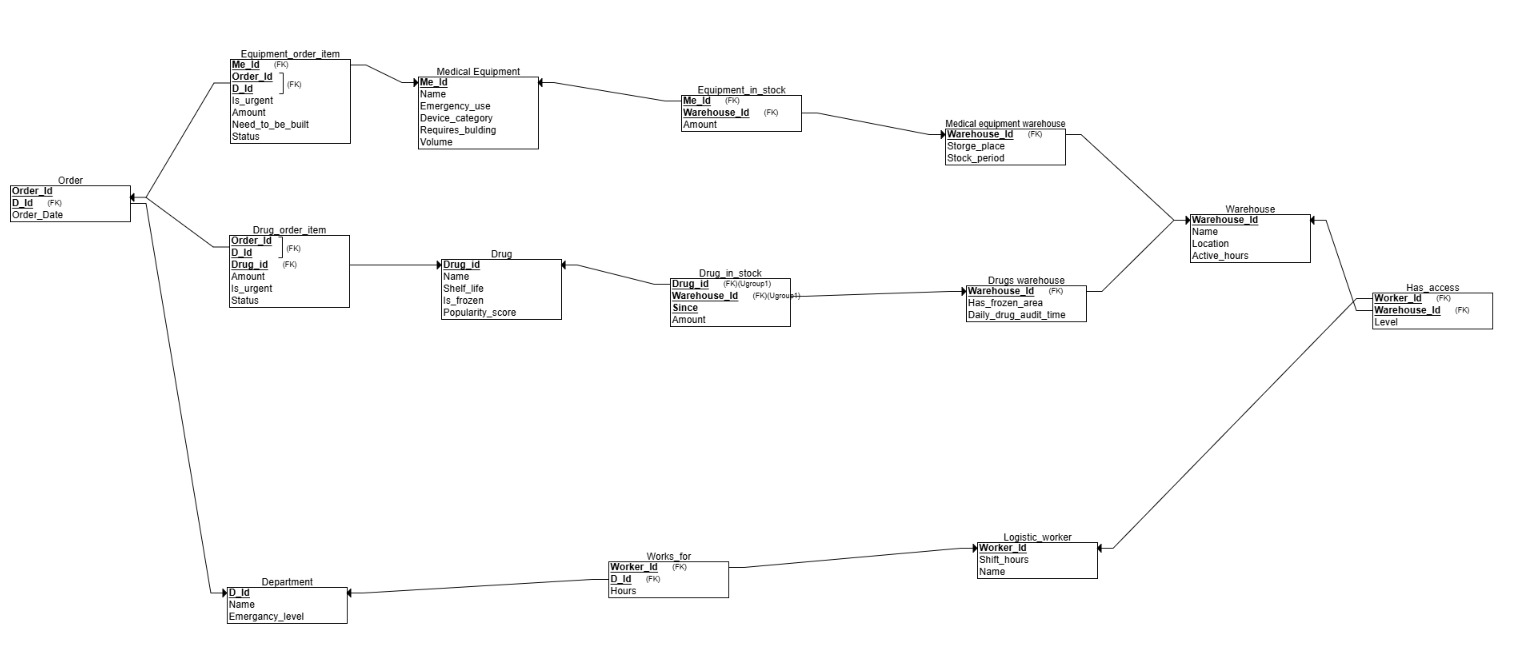 Equipment_order_item
Me_Id (FK)
Order_Id
D_Id (FK)
Is_urgent
Amount
Need_to_be_built
Status
Medical Equipment
Me_Id
Name
Emergency_use
Device_category
Requires_bulding
Volume
Equipment_in_stock
Me_Id (FK)
Warehouse_Id (FK)
Amount
Medical equipment warehouse
Warehouse_Id (FK)
Storge_place
Stock_period
Order
Order_Id
D_Id (FK)
Order_Date
Drug_order_item
Order_Id
D_Id (FK)
Drug_id (FK)
Amount
Is_urgent
Status
Drug
Drug_id
Name
Shelf_life
Is_frozen
Popularity_score
Drug_in_stock
Drug_id (FK)(Ugroup1)
Warehouse_Id (FK)(Ugroup1)
Since
Amount
Drugs warehouse
Warehouse_Id (FK)
Has_frozen_area
Daily_drug_audit_time
Warehouse
Warehouse_Id
Name
Location
Active_hours
Has_access
Worker_Id (FK)
Warehouse_Id (FK)
Level
Department
D_Id
Name
Emergancy_level
Works_for
Worker_Id (FK)
D_Id (FK)
Hours
Logistic_worker
Worker_Id
Shift_hours
Name